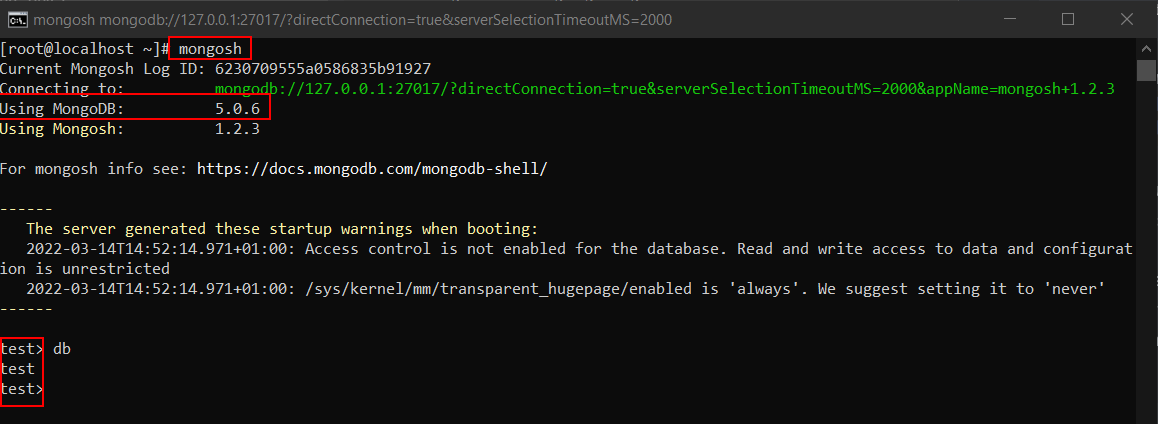 mongosh mongodb://127.0.0.1:27017/?directConnection=true&serverSelectionTimeoutMS=2000
[root@localhost ~]# mongosh
Current Mongosh Log ID: 6230709555a0586835b91927
Connecting to:          mongodb://127.0.0.1:27017/?directConnection=true&serverSelectionTimeoutMS=2000&appName=mongosh+1.2.3
Using MongoDB:          5.0.6
Using Mongosh:          1.2.3
For mongosh info see: https://docs.mongodb.com/mongodb-shell/
------
   The server generated these startup warnings when booting:
   2022-03-14T14:52:14.971+01:00: Access control is not enabled for the database. Read and write access to data and configurat
ion is unrestricted
   2022-03-14T14:52:14.971+01:00: /sys/kernel/mm/transparent_hugepage/enabled is 'always'. We suggest setting it to 'never'
------
test> db
test
test>